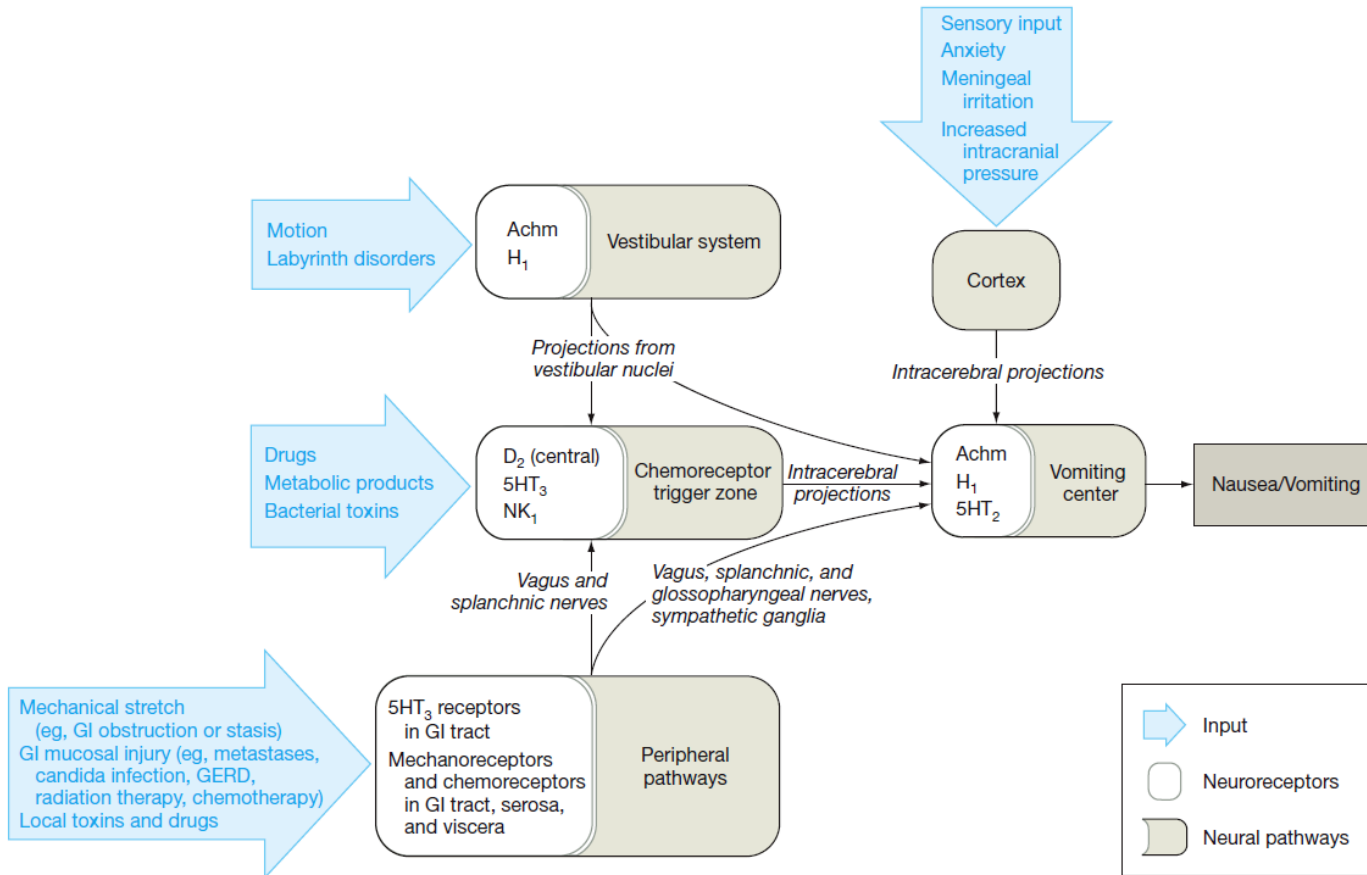 Sensory input
Anxiety
Meningeal
irritation
Increased
intracranial
pressure
Motion
Labyrinth disorders
Achm
H1
Vestibular system
Cortex
Projections from
vestibular nuclei
Intracerebral projections
Drugs
Metabolic products
Bacterial toxins
D2 (central)
5HT3
NK1
Chemoreceptor
trigger zone
Intracerebral
projections
Achm
H1
5HT2
Vomiting
center
Nausea/Vomiting
Vagus and
splanchnic nerves
Vagus, splanchnic, and
glossopharyngeal nerves,
sympathetic ganglia
Mechanical stretch
(eg, GI obstruction or stasis)
GI mucosal injury (eg, metastases,
candida infection, GERD,
radiation therapy, chemotherapy)
Local toxins and drugs
5HT3 receptors
in GI tract
Mechanoreceptors
and chemoreceptors
in GI tract, serosa,
and viscera
Peripheral
pathways
Input
Neuroreceptors
Neural pathways